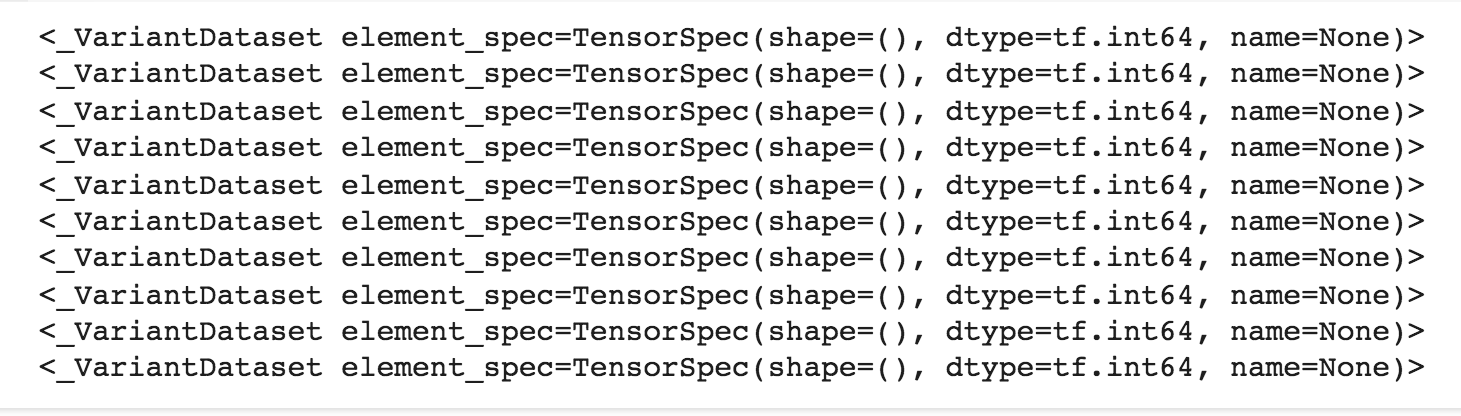 <_VariantDataset element_spec=TensorSpec(shape=(), dtype=tf.int64, name=None)>
<_VariantDataset element_spec=TensorSpec(shape=(), dtype=tf.int64, name=None)>
<_VariantDataset element_spec=TensorSpec(shape=(), dtype=tf.int64, name=None)>
<_VariantDataset element_spec=TensorSpec(shape=(), dtype=tf.int64, name=None)>
<_VariantDataset element_spec=TensorSpec(shape=(), dtype=tf.int64, name=None)>
<_VariantDataset element_spec=TensorSpec(shape=(), dtype=tf.int64, name=None)>
<_VariantDataset element_spec=TensorSpec(shape=(), dtype=tf.int64, name=None)>
<_VariantDataset element_spec=TensorSpec(shape=(), dtype=tf.int64, name=None)>
<_VariantDataset element_spec=TensorSpec(shape=(), dtype=tf.int64, name=None)>
<_VariantDataset element_spec=TensorSpec(shape=(), dtype=tf.int64, name=None)>